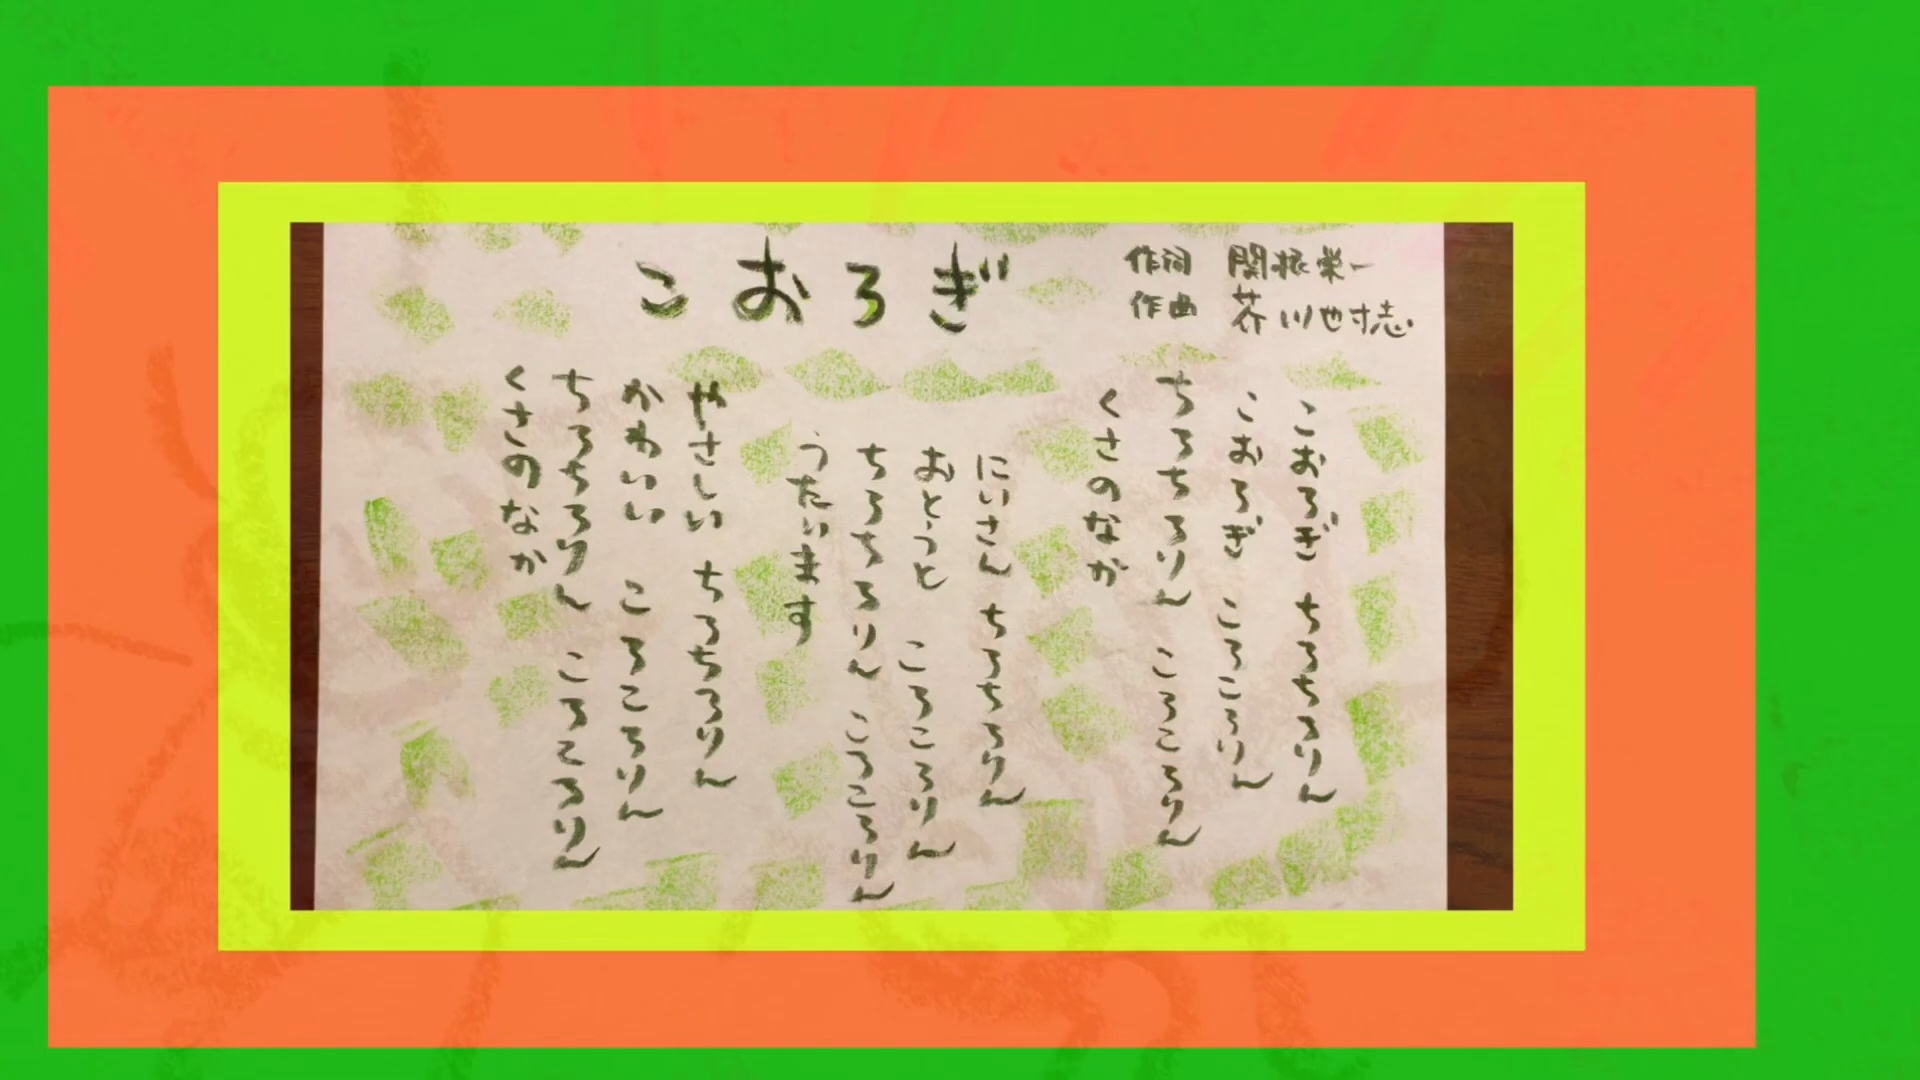 こおろぎ
作詞 関根栄一
作曲 芥川也寸志
こおろぎ ちろちろりん
こおろぎ ころころりん
ちろちろりん ころころりん
くさのなか
にいさん ちろちろりん
おとうと ころころりん
ちろちろりん ころころりん
うたいます
やさしい ちろちろりん
かわいい ころころりん
ちろちろりん ころころりん
くさのなか